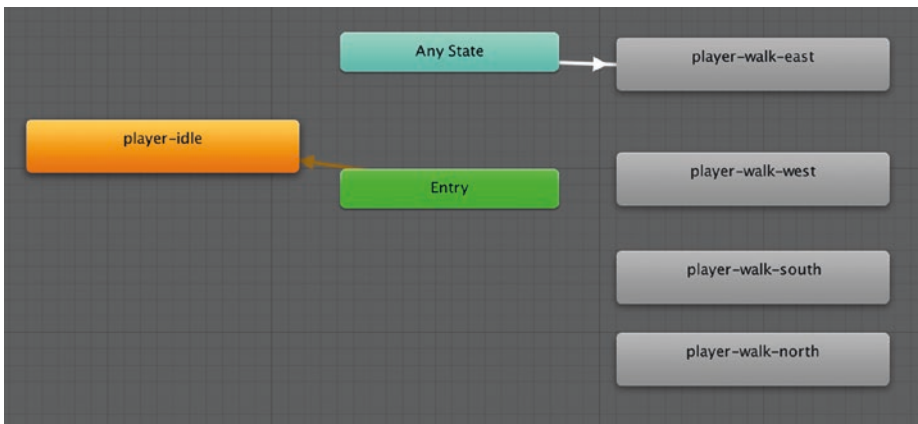 Any State
player-walk-east
player-idle
player-walk-west
Entry
player-walk-south
player-walk-north